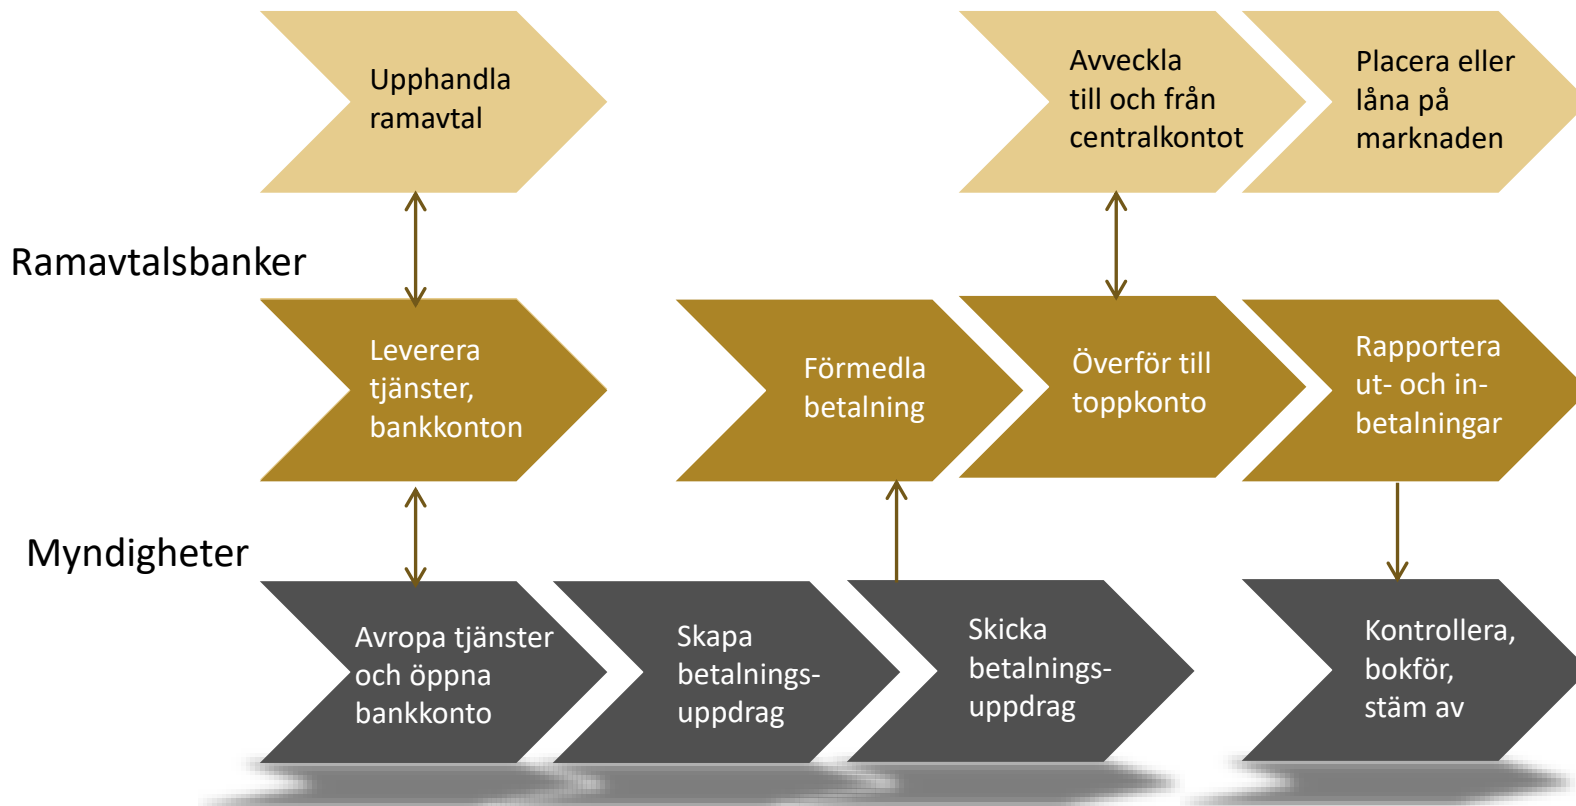 Upphandla
ramavtal
Avveckla
till och från
centralkontot
Placera eller
låna på
marknaden
Ramavtalsbanker
Leverera
tjänster,
bankkonton
Förmedla
betalning
Överför till
toppkonto
Rapportera
ut- och in-
betalningar
Myndigheter
Avropa tjänster
och öppna
bankkonto
Skapa
betalnings-
uppdrag
Skicka
betalnings-
uppdrag
Kontrollera,
bokför,
stäm av